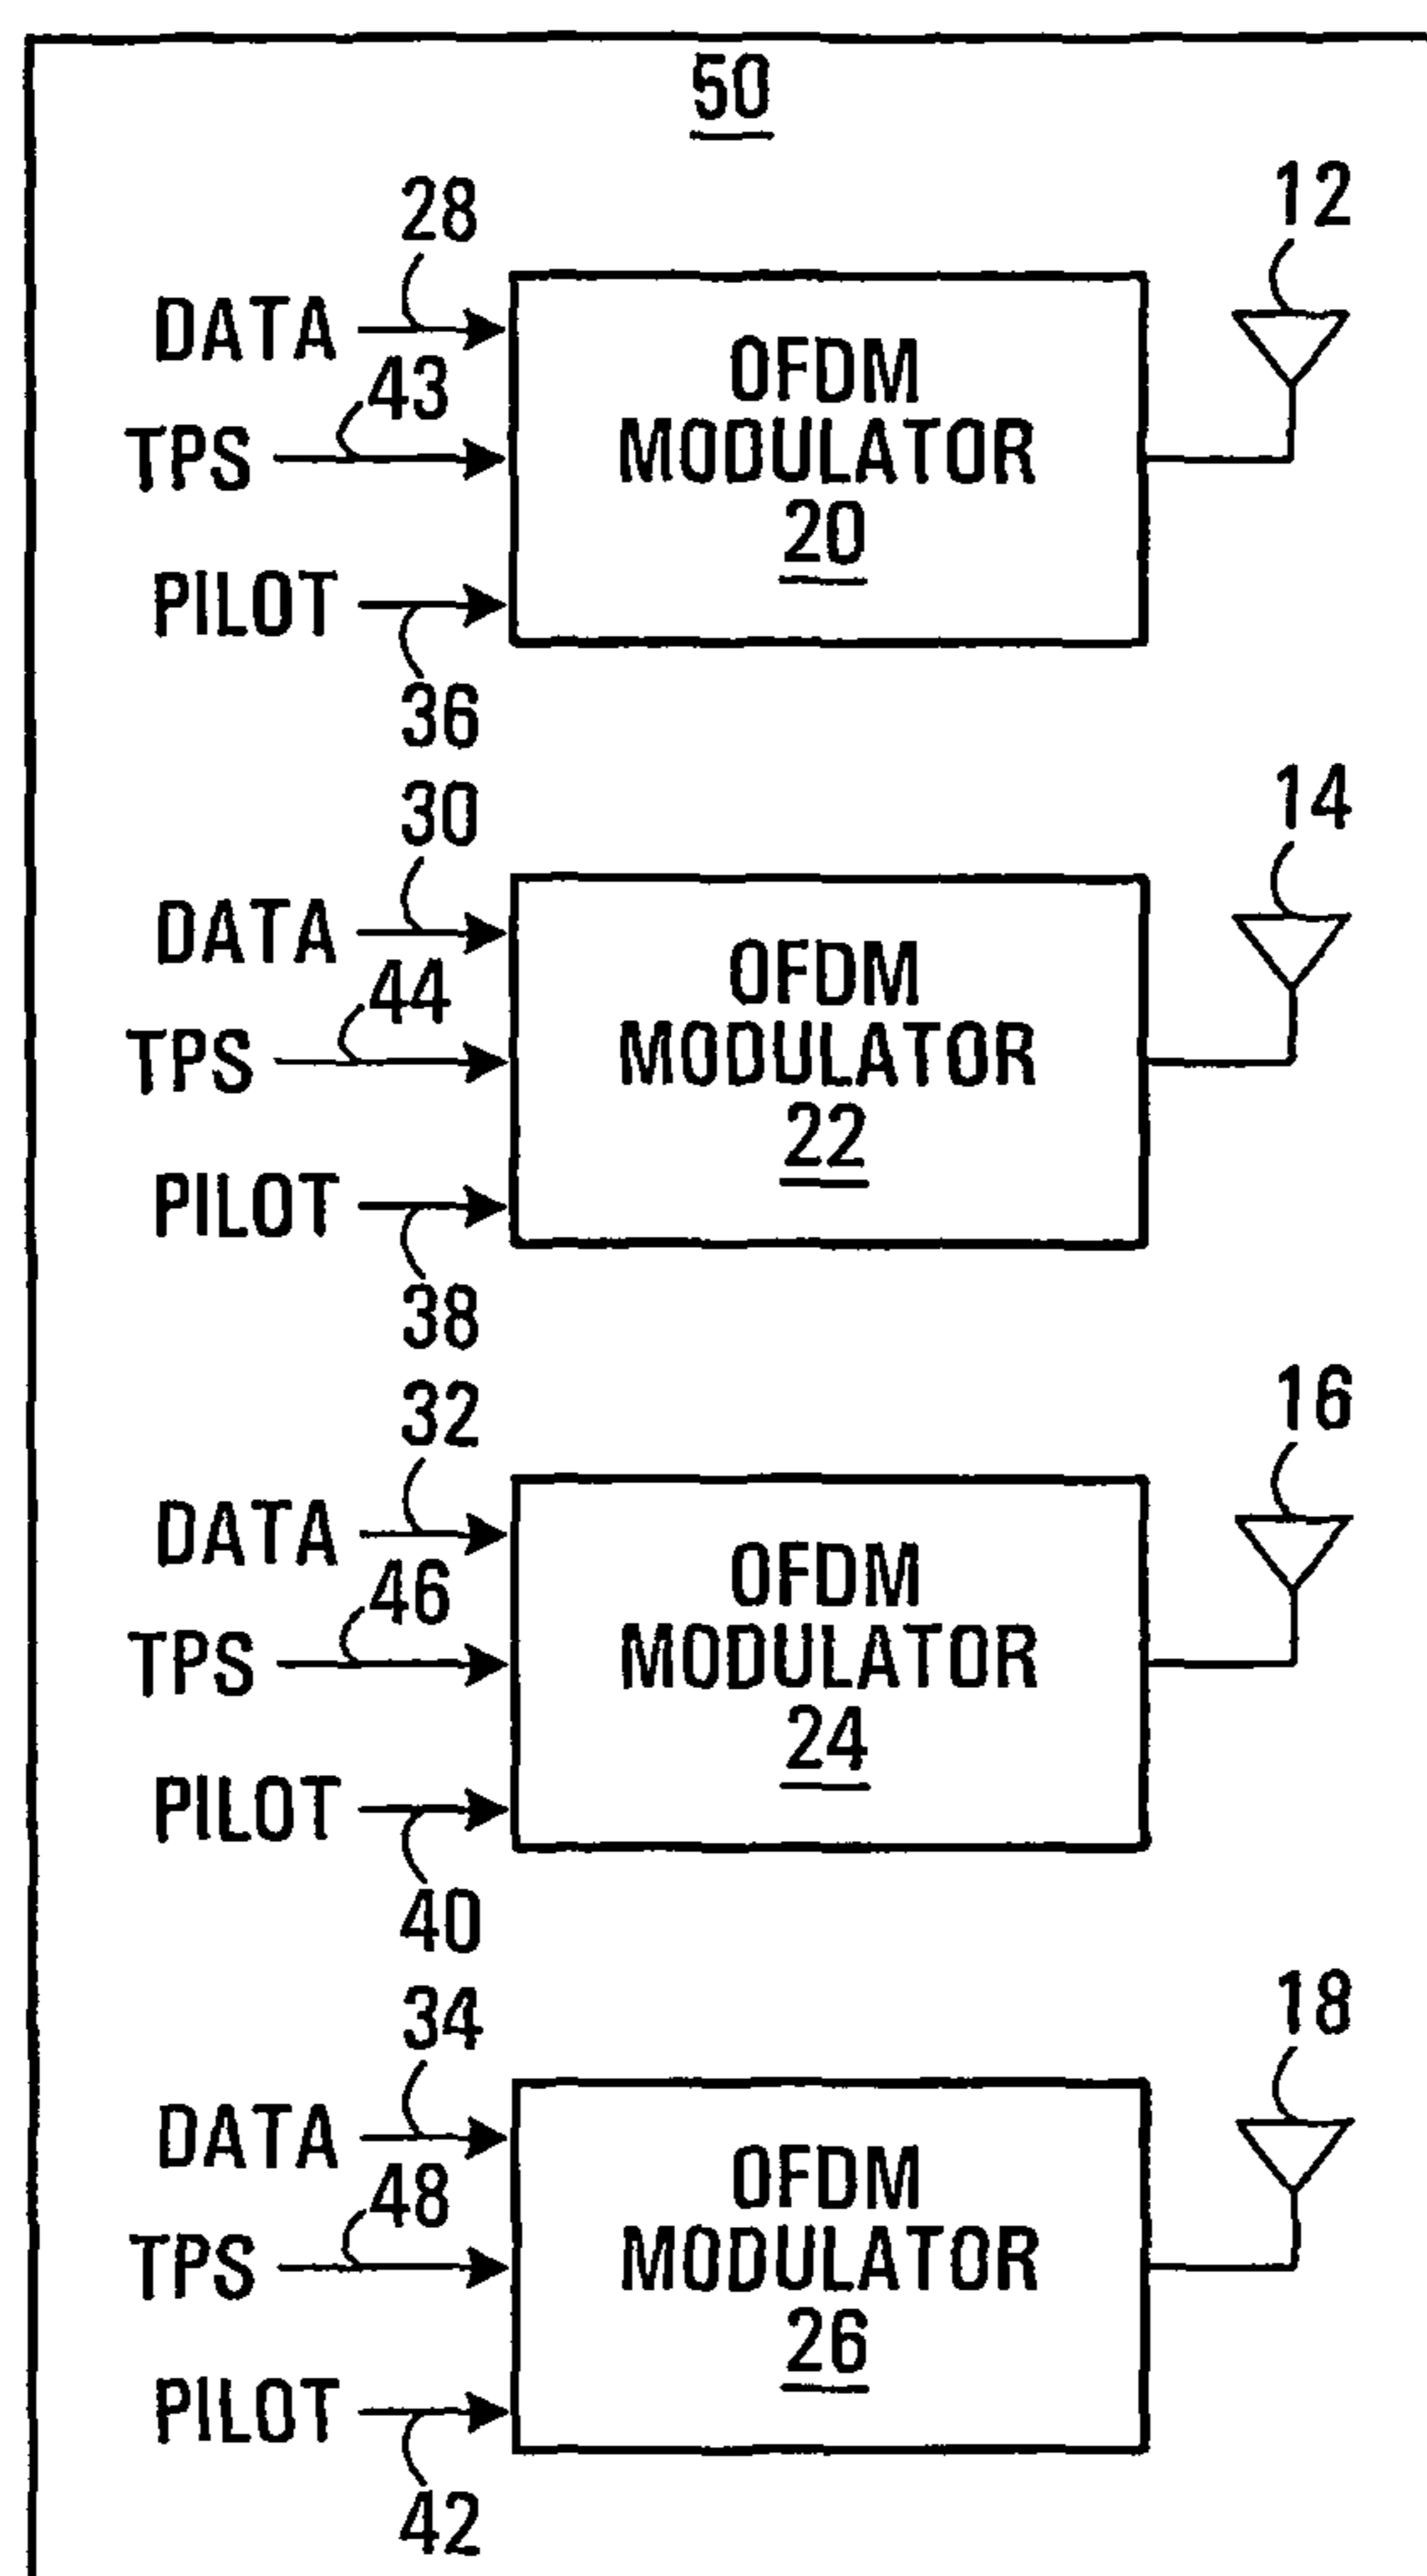 50
28
12
DATA
43
TPS
PILOT
36
OFDM
MODULATOR
20
30
14
DATA
44
TPS
PILOT
38
OFDM
MODULATOR
22
32
16
DATA
46
TPS
PILOT
40
OFDM
MODULATOR
24
34
18
DATA
48
TPS
PILOT
42
OFDM
MODULATOR
26